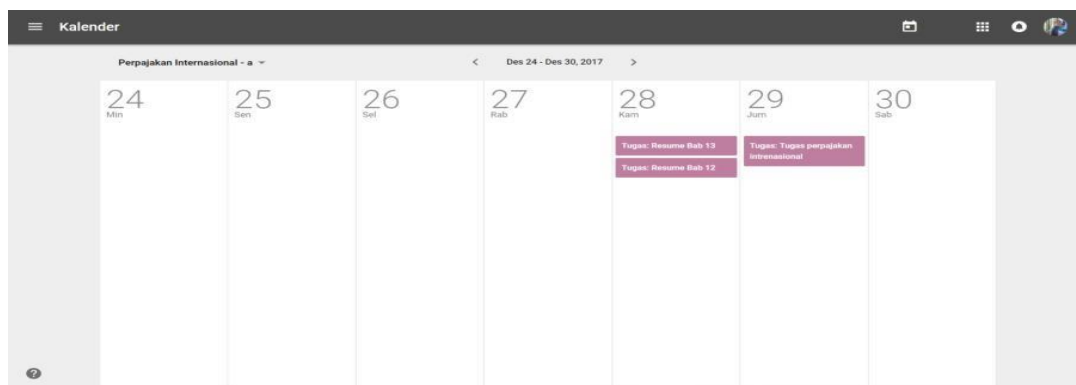 Kalender
Perpajakan Internasional - a
Des 24 - Des 30, 2017
24
Min
25
Sen
26
Sel
27
Rab
28
Kam
29
Jum
30
Sab
Tugas: Resume Bab 13
Tugas: Resume Bab 12
Tugas: Tugas perpajakan
intrenasional
?